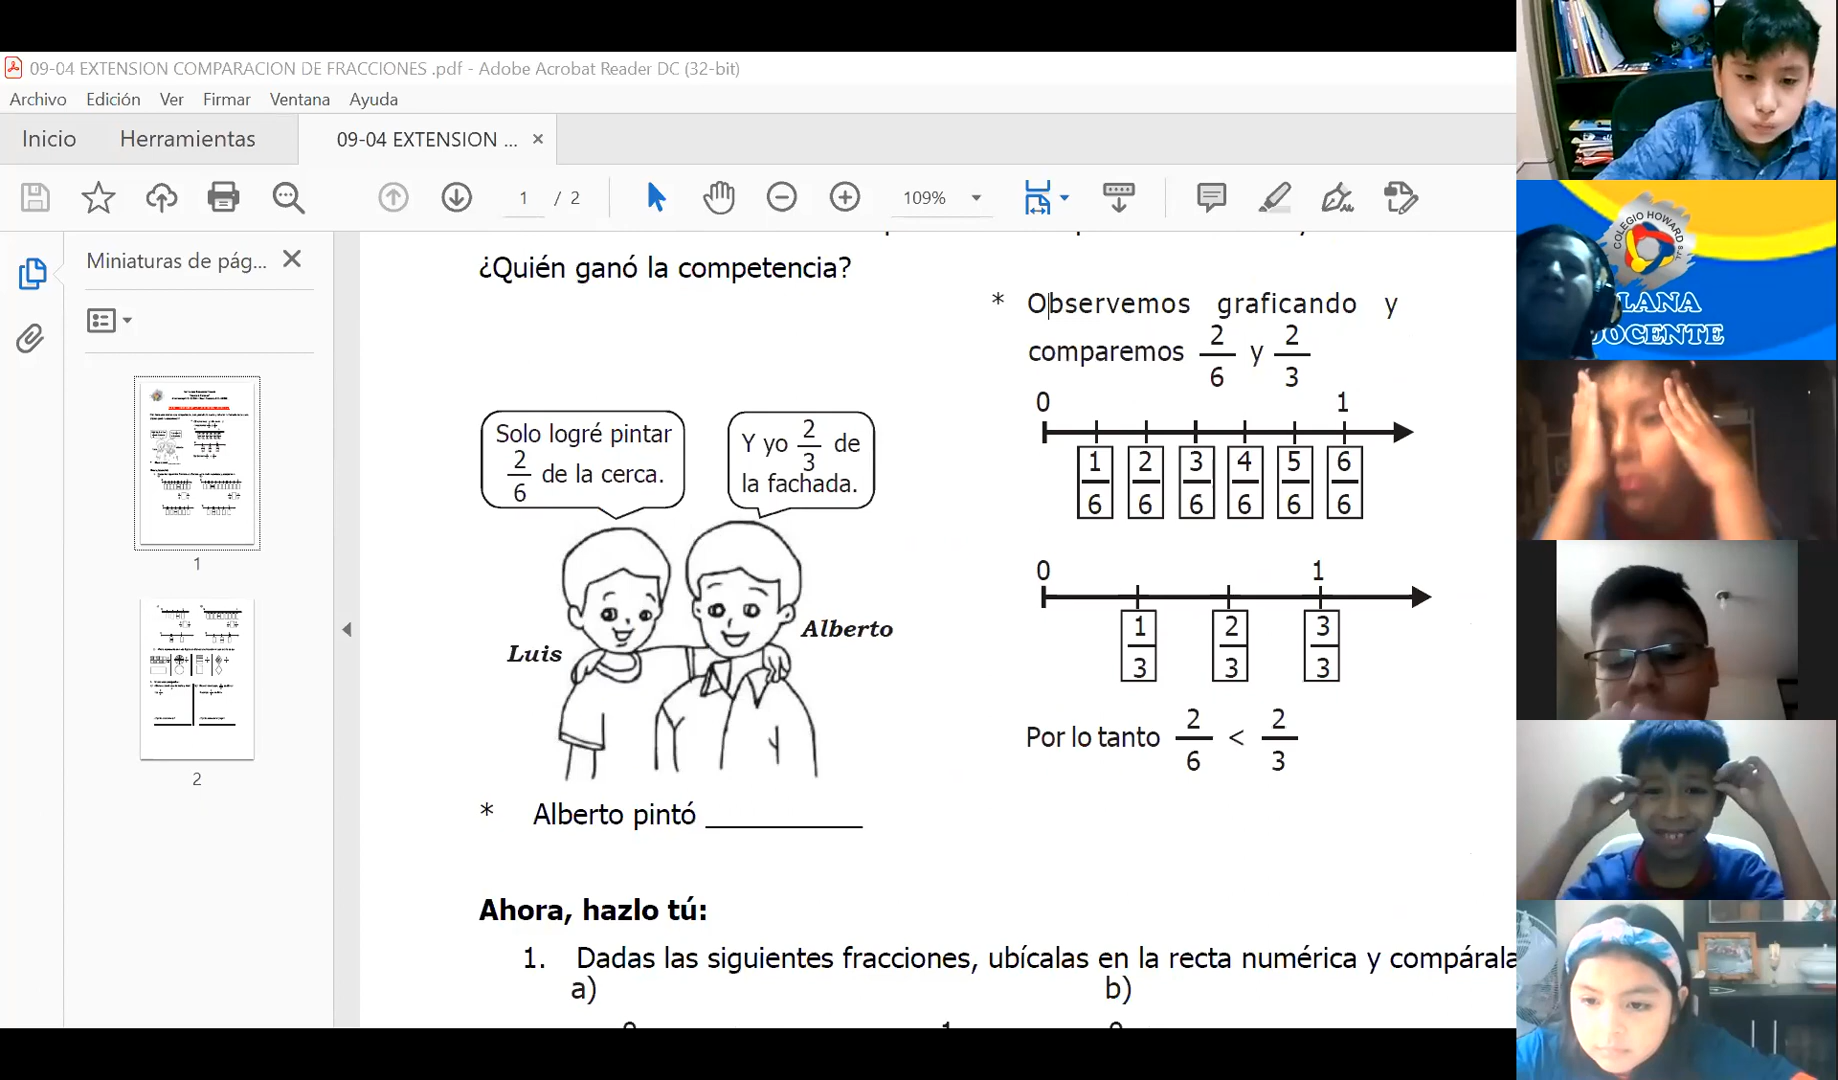 09-04 EXTENSION COMPARACION DE FRACCIONES .pdf - Adobe Acrobat Reader DC (32-bit)
Archivo Edición Ver Firmar Ventana Ayuda
Inicio Herramientas 09-04 EXTENSION ...
1 / 2 109%
Miniaturas de pág...
1
2
¿Quién ganó la competencia?
Solo logré pintar
2/6 de la cerca.
Y yo 2/3 de
la fachada.
Luis
Alberto
* Alberto pintó ___________
* Observemos graficando y
comparemos 2/6 y 2/3
0 1
1/6 2/6 3/6 4/6 5/6 6/6
0 1
1/3 2/3 3/3
Por lo tanto 2/6 < 2/3
Ahora, hazlo tú:
1. Dadas las siguientes fracciones, ubícalas en la recta numérica y compárala
a) b)
0 1 0
COLEGIO HOWARD
LANA
DOCENTE